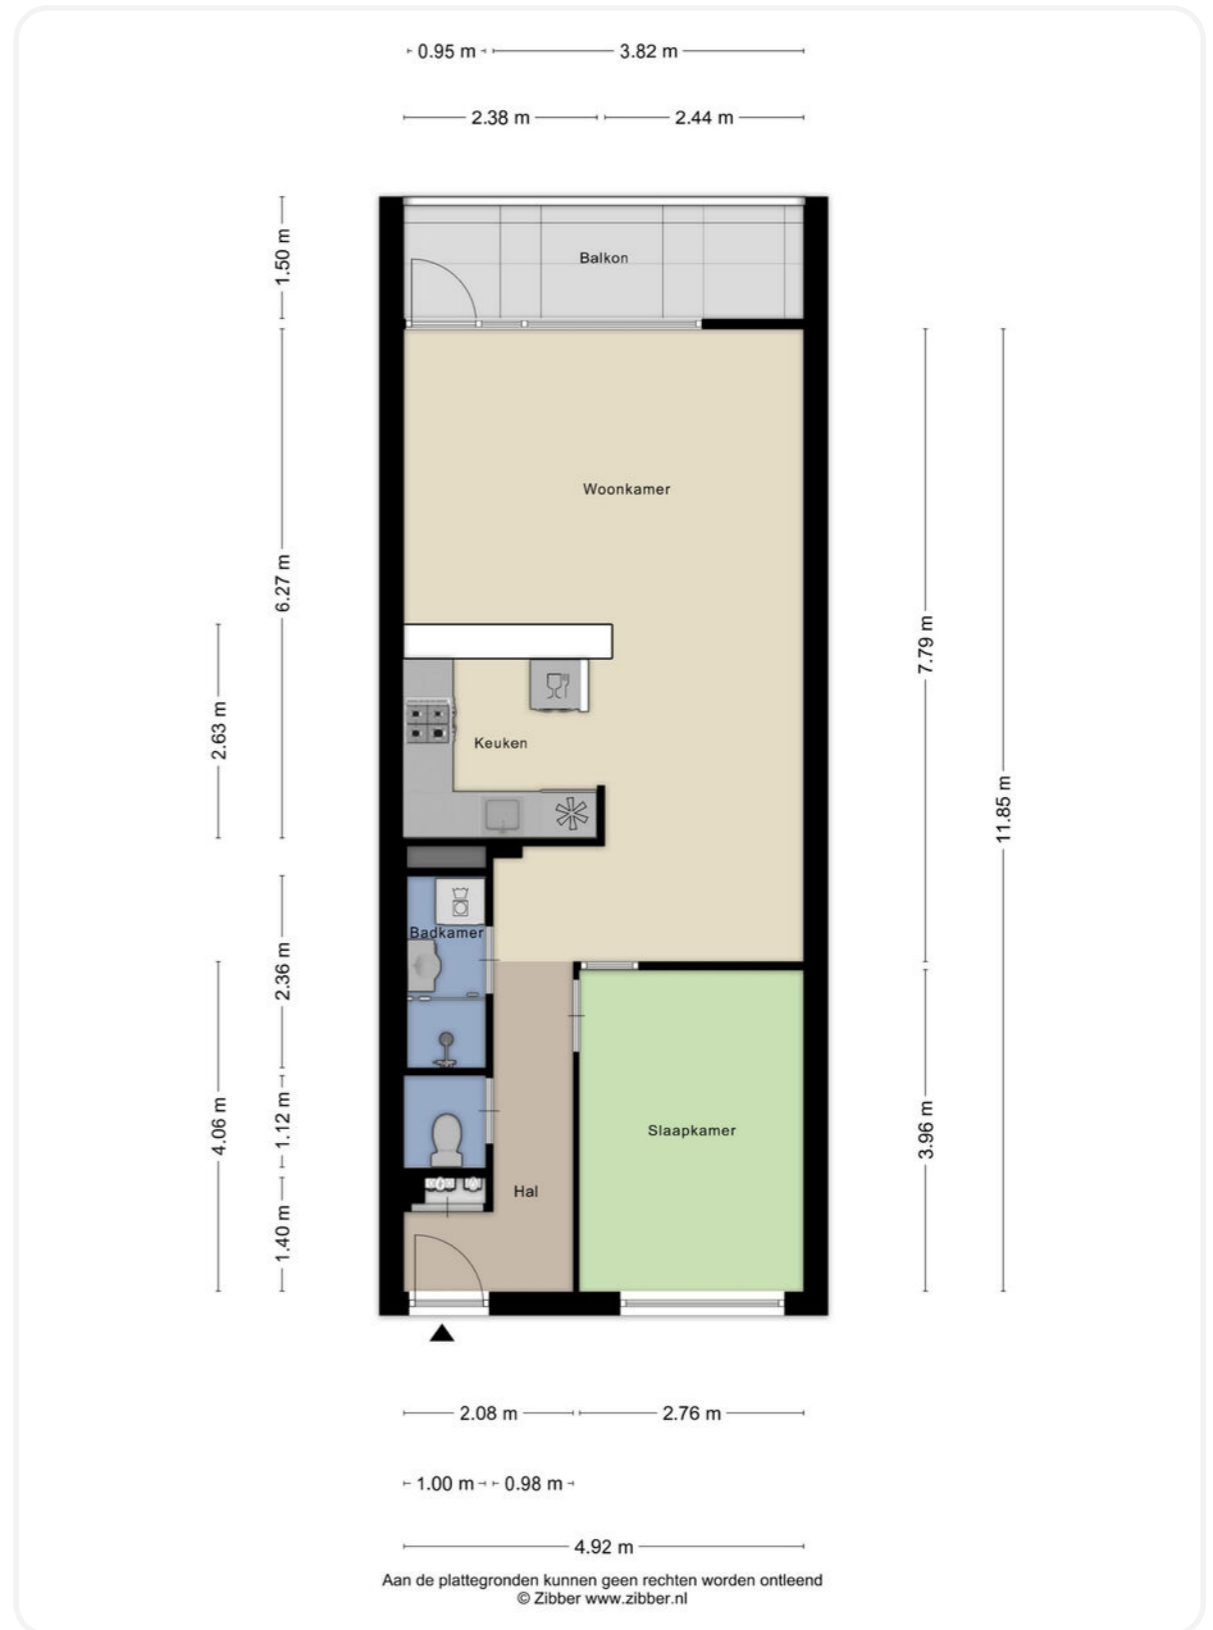 0.95 m
3.82 m
2.38 m
2.44 m
1.50 m
Balkon
Woonkamer
6.27 m
7.79 m
2.63 m
Keuken
11.85 m
Badkamer
2.36 m
4.06 m
1.12 m
3.96 m
Slaapkamer
Hal
1.40 m
2.08 m
2.76 m
1.00 m
0.98 m
4.92 m
Aan de plattegronden kunnen geen rechten worden ontleend
© Zibber www.zibber.nl